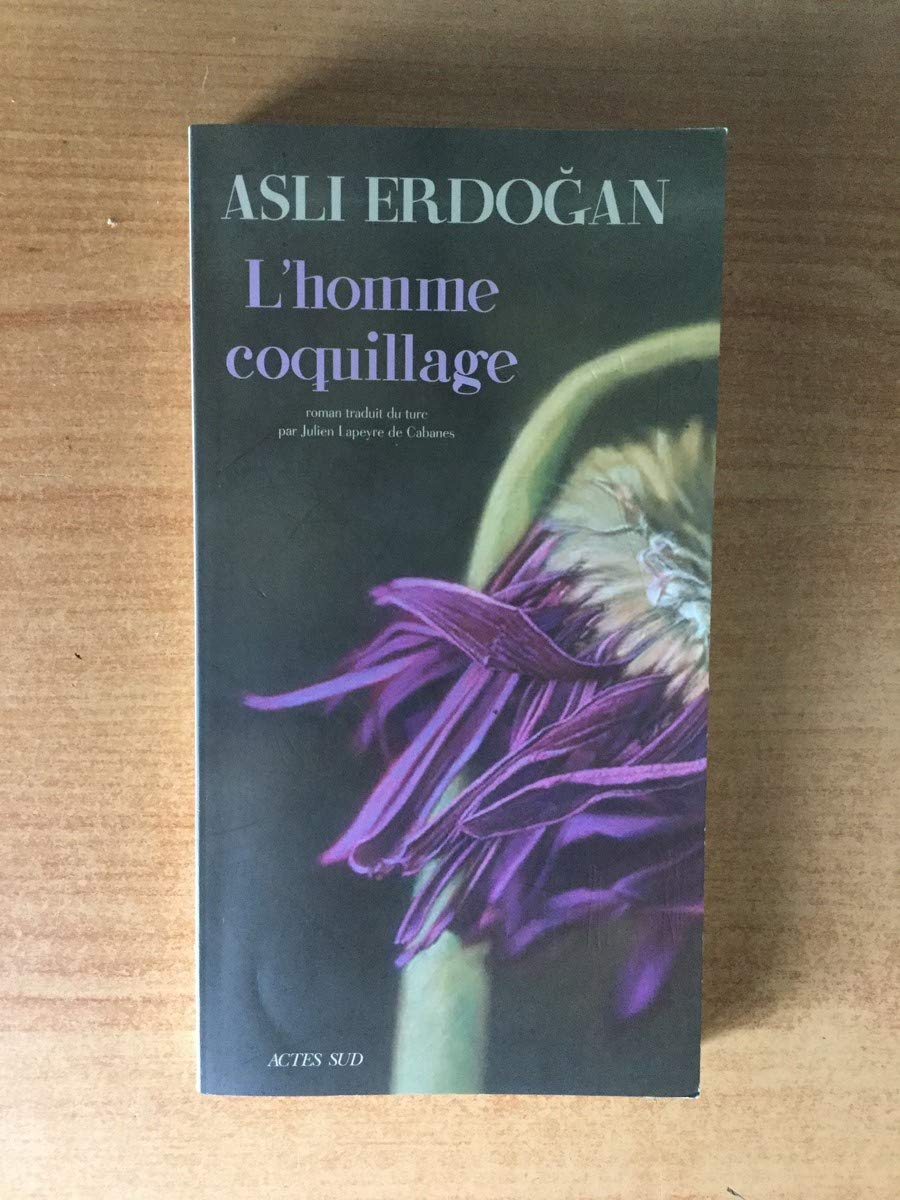 ASLI ERDOĞAN
L'homme
coquillage
roman traduit du turc
par Julien Lapeyre de Cabanes
ACTES SUD